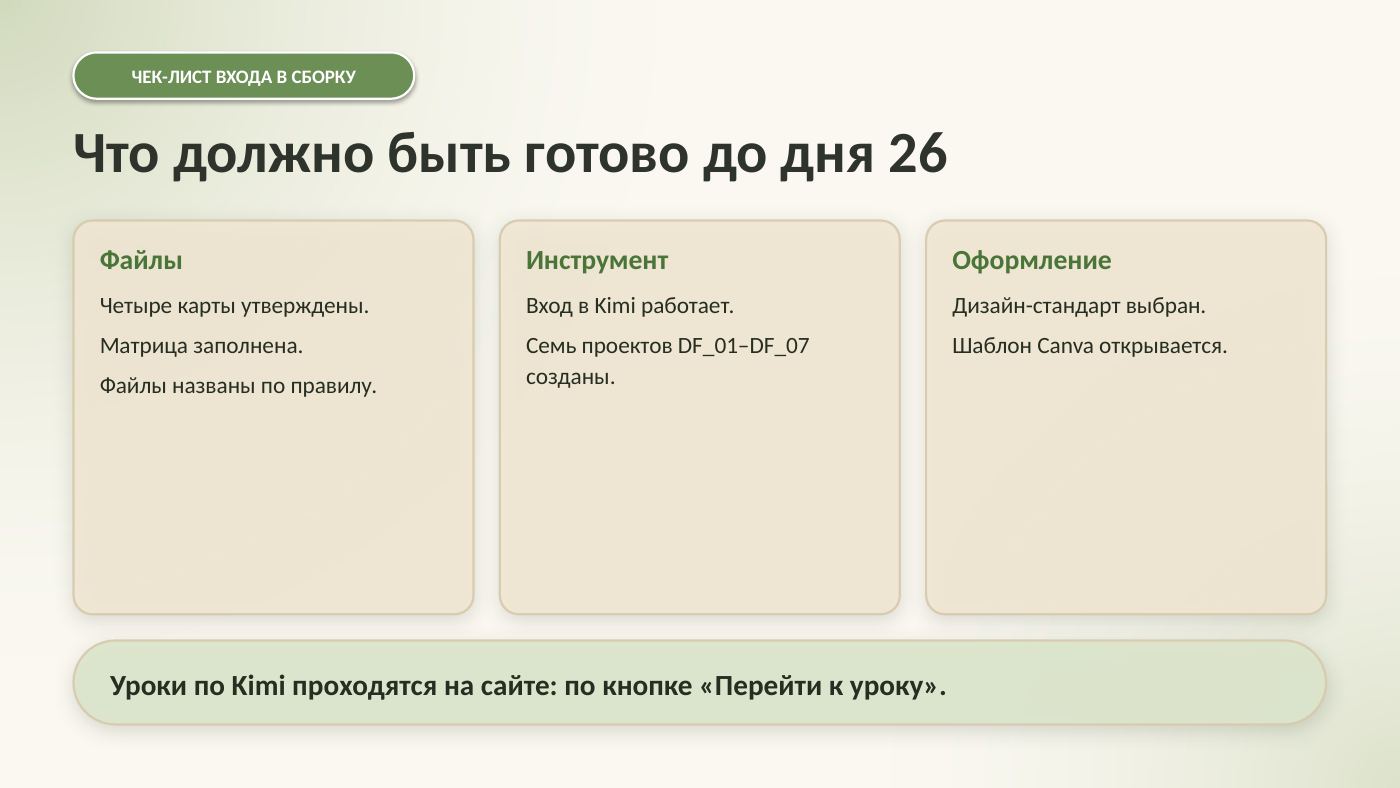 ЧЕК-ЛИСТ ВХОДА В СБОРКУ
Что должно быть готово до дня 26
Файлы
Четыре карты утверждены.
Матрица заполнена.
Файлы названы по правилу.
Инструмент
Вход в Kimi работает.
Семь проектов DF_01–DF_07
созданы.
Оформление
Дизайн-стандарт выбран.
Шаблон Canva открывается.
Уроки по Kimi проходятся на сайте: по кнопке «Перейти к уроку».